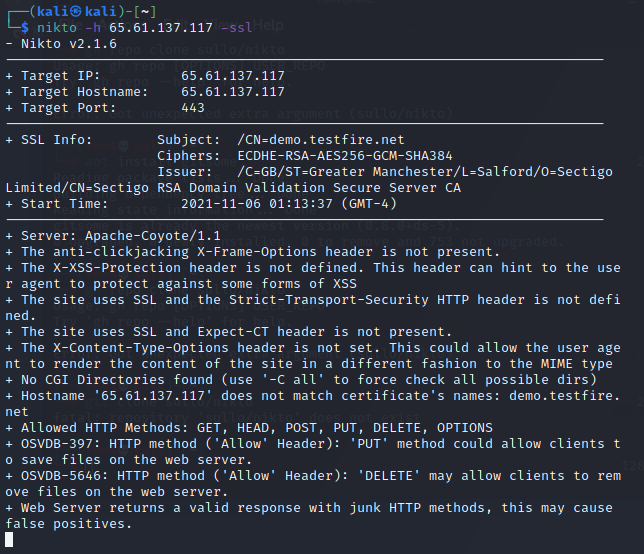 (kali㉿kali)-[~]
$ nikto -h 65.61.137.117 -ssl
- Nikto v2.1.6
+ Target IP: 65.61.137.117
+ Target Hostname: 65.61.137.117
+ Target Port: 443
+ SSL Info: Subject: /CN=demo.testfire.net
Ciphers: ECDHE-RSA-AES256-GCM-SHA384
Issuer: /C=GB/ST=Greater Manchester/L=Salford/O=Sectigo
Limited/CN=Sectigo RSA Domain Validation Secure Server CA
+ Start Time: 2021-11-06 01:13:37 (GMT-4)
+ Server: Apache-Coyote/1.1
+ The anti-clickjacking X-Frame-Options header is not present.
+ The X-XSS-Protection header is not defined. This header can hint to the use
r agent to protect against some forms of XSS
+ The site uses SSL and the Strict-Transport-Security HTTP header is not defi
ned.
+ The site uses SSL and Expect-CT header is not present.
+ The X-Content-Type-Options header is not set. This could allow the user age
nt to render the content of the site in a different fashion to the MIME type
+ No CGI Directories found (use '-C all' to force check all possible dirs)
+ Hostname '65.61.137.117' does not match certificate's names: demo.testfire.
net
+ Allowed HTTP Methods: GET, HEAD, POST, PUT, DELETE, OPTIONS
+ OSVDB-397: HTTP method ('Allow' Header): 'PUT' method could allow clients t
o save files on the web server.
+ OSVDB-5646: HTTP method ('Allow' Header): 'DELETE' may allow clients to rem
ove files on the web server.
+ Web Server returns a valid response with junk HTTP methods, this may cause
false positives.